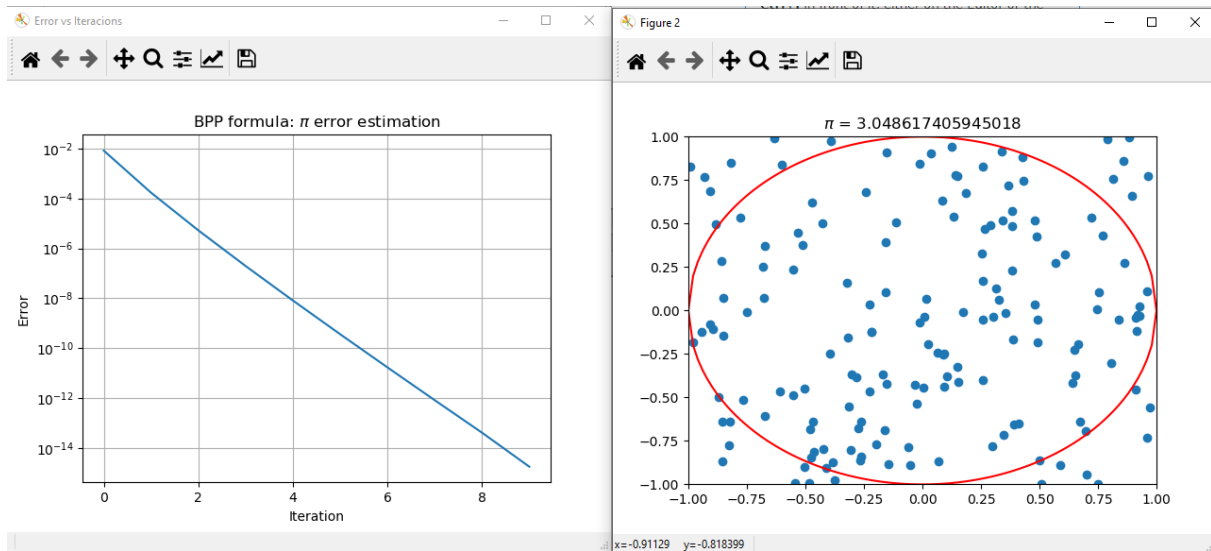 Error vs Iteracions
BPP formula: π error estimation
10⁻²
10⁻⁴
10⁻⁶
10⁻⁸
10⁻¹⁰
10⁻¹²
10⁻¹⁴
Error
0 2 4 6 8
Iteration
Figure 2
π = 3.048617405945018
1.00
0.75
0.50
0.25
0.00
−0.25
−0.50
−0.75
−1.00
−1.00 −0.75 −0.50 −0.25 0.00 0.25 0.50 0.75 1.00
x=-0.91129 y=-0.818399